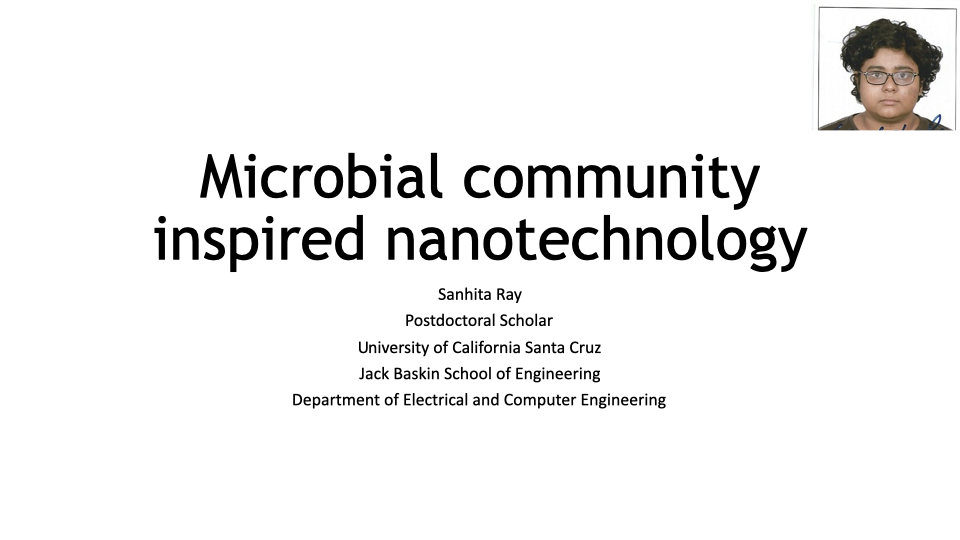 Microbial community
inspired nanotechnology
Sanhita Ray
Postdoctoral Scholar
University of California Santa Cruz
Jack Baskin School of Engineering
Department of Electrical and Computer Engineering